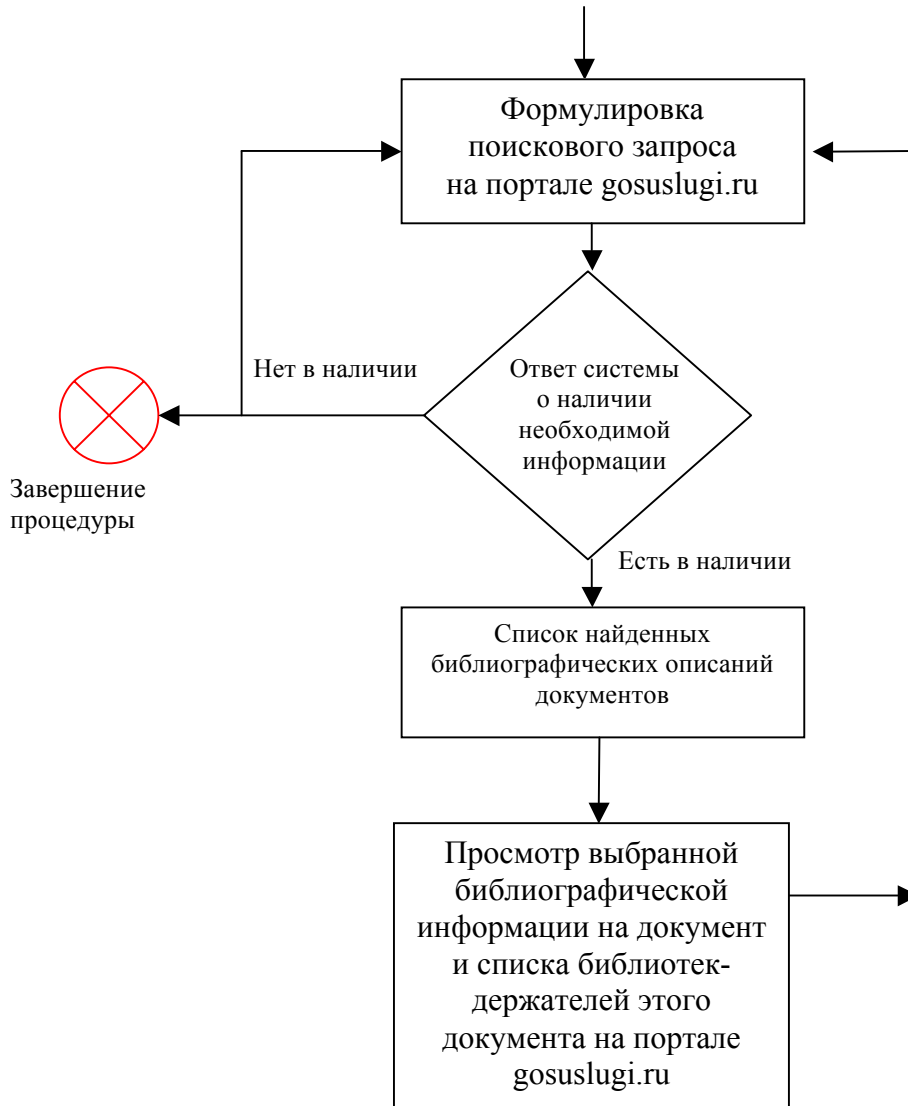 Формулировка
поискового запроса
на портале gosuslugi.ru
Нет в наличии
Ответ системы
о наличии
необходимой
информации
Завершение
процедуры
Есть в наличии
Список найденных
библиографических описаний
документов
Просмотр выбранной
библиографической
информации на документ
и списка библиотек-
держателей этого
документа на портале
gosuslugi.ru